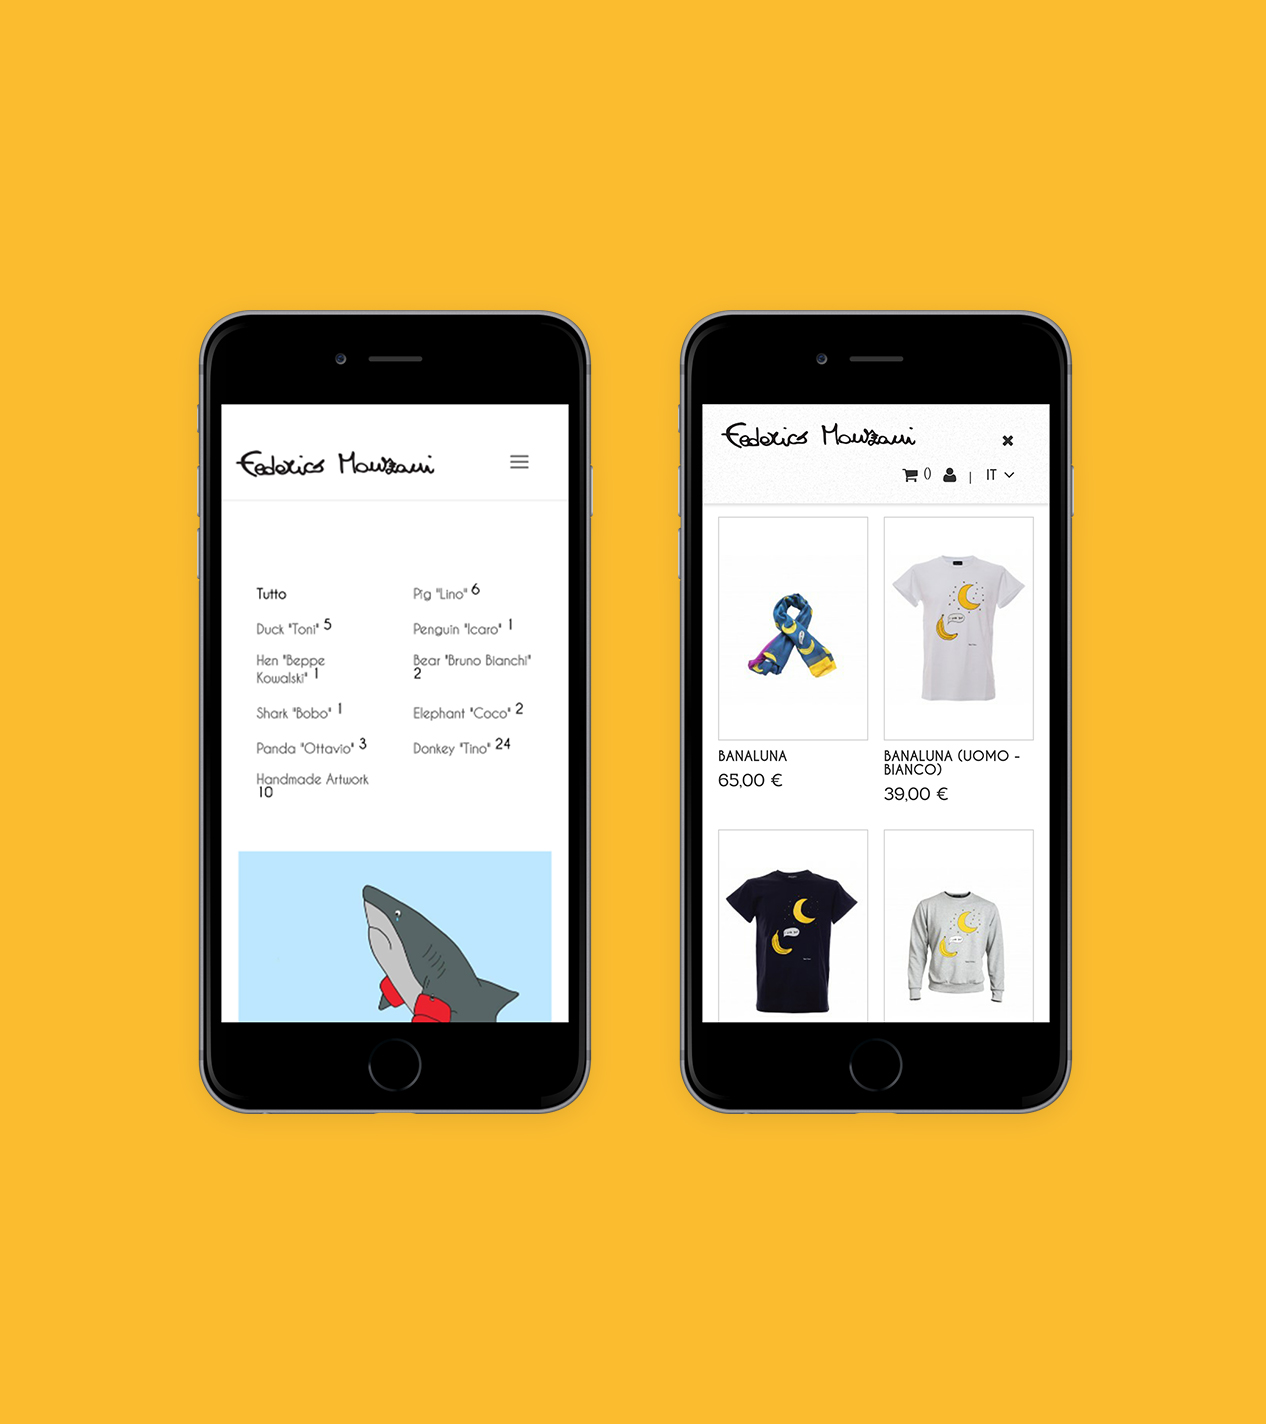 Federico Monzani
Tutto
Pig "Lino" 6
Duck "Toni" 5
Penguin "Icaro" 1
Hen "Beppe
Kowalski" 1
Bear "Bruno Bianchi"
2
Shark "Bobo" 1
Elephant "Coco" 2
Panda "Ottavio" 3
Donkey "Tino" 24
Handmade Artwork
10
Federico Monzani
0 | IT
BANALUNA
65,00 €
BANALUNA (UOMO -
BIANCO)
39,00 €